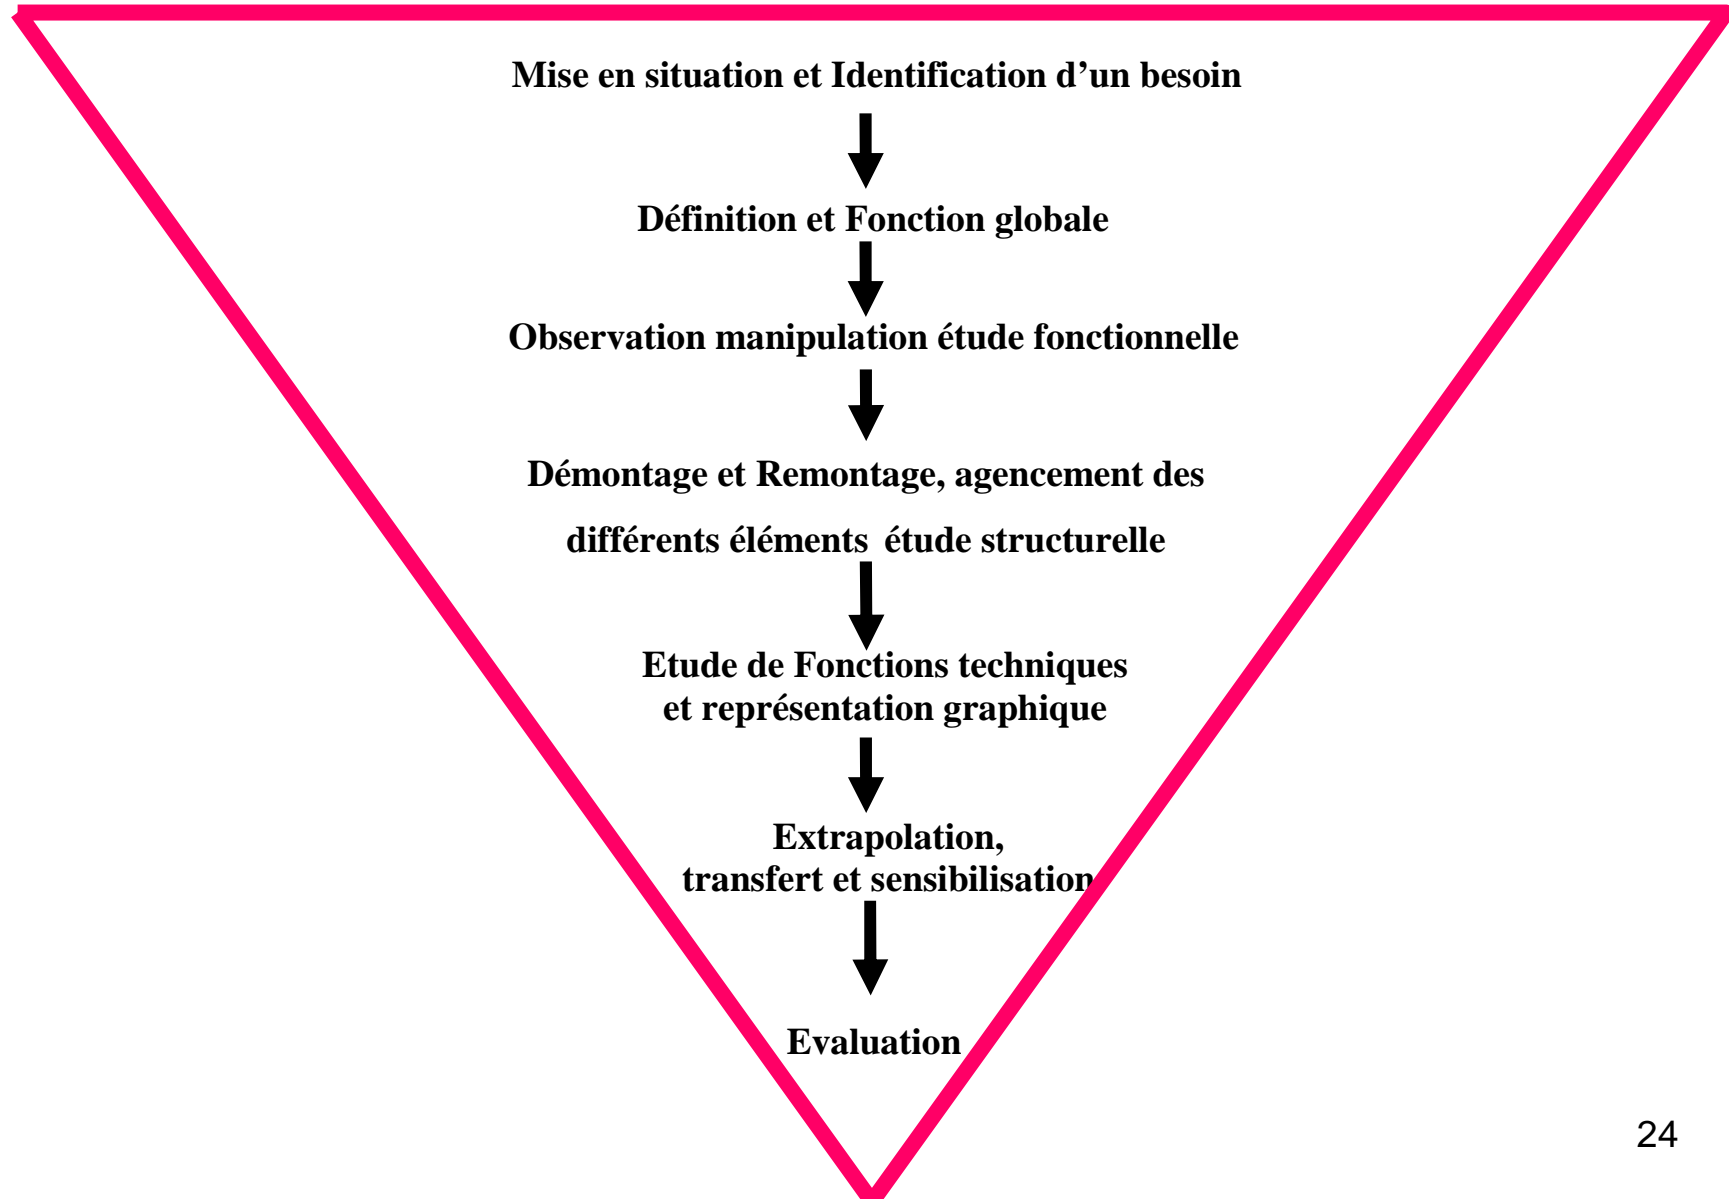 Mise en situation et Identification d’un besoin
Définition et Fonction globale
Observation manipulation étude fonctionnelle
Démontage et Remontage, agencement des
différents éléments étude structurelle
Etude de Fonctions techniques
et représentation graphique
Extrapolation,
transfert et sensibilisation
Evaluation
24